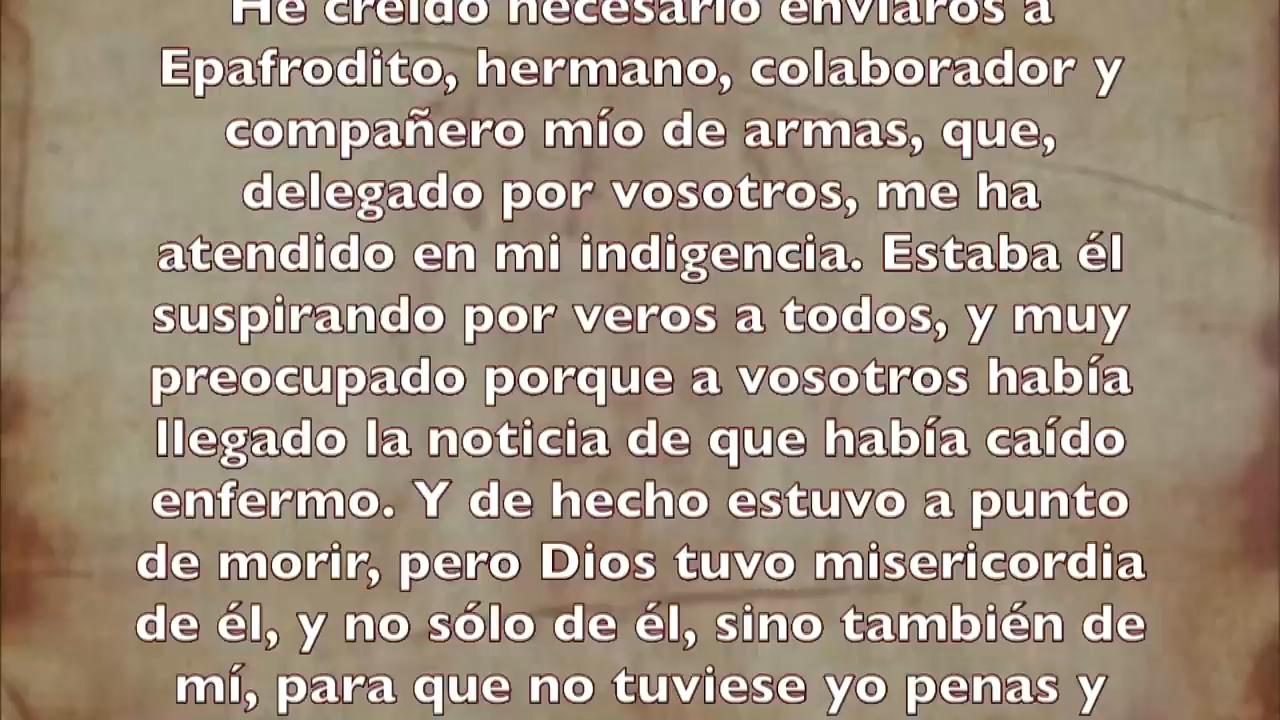 He creído necesario enviaros a
Epafrodito, hermano, colaborador y
compañero mío de armas, que,
delegado por vosotros, me ha
atendido en mi indigencia. Estaba él
suspirando por veros a todos, y muy
preocupado porque a vosotros había
llegado la noticia de que había caído
enfermo. Y de hecho estuvo a punto
de morir, pero Dios tuvo misericordia
de él, y no sólo de él, sino también de
mí, para que no tuviese yo penas y